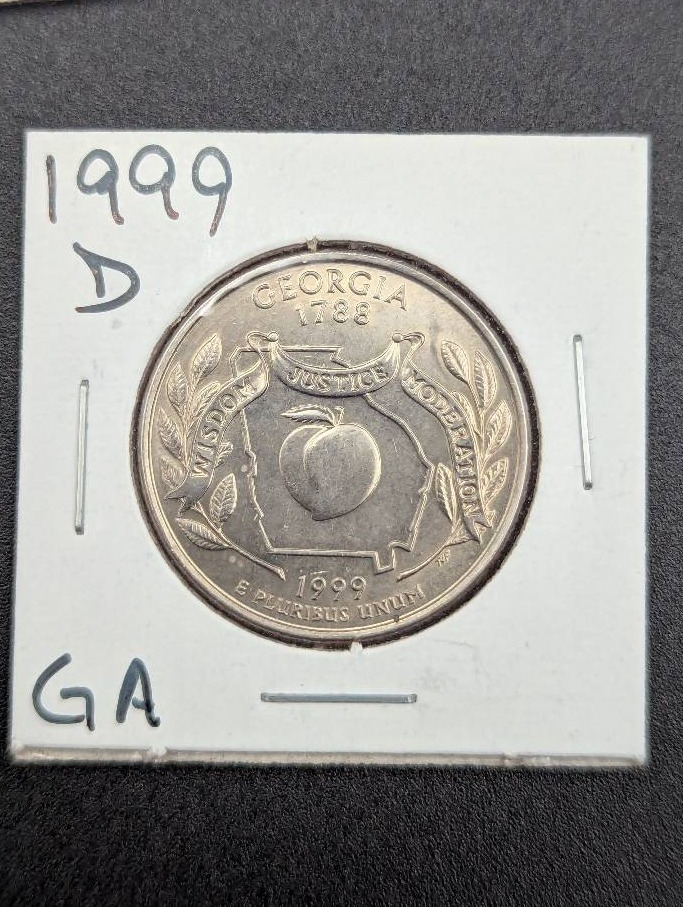 1999
D
GEORGIA
1788
WISDOM JUSTICE MODERATION
1999
E PLURIBUS UNUM
GA